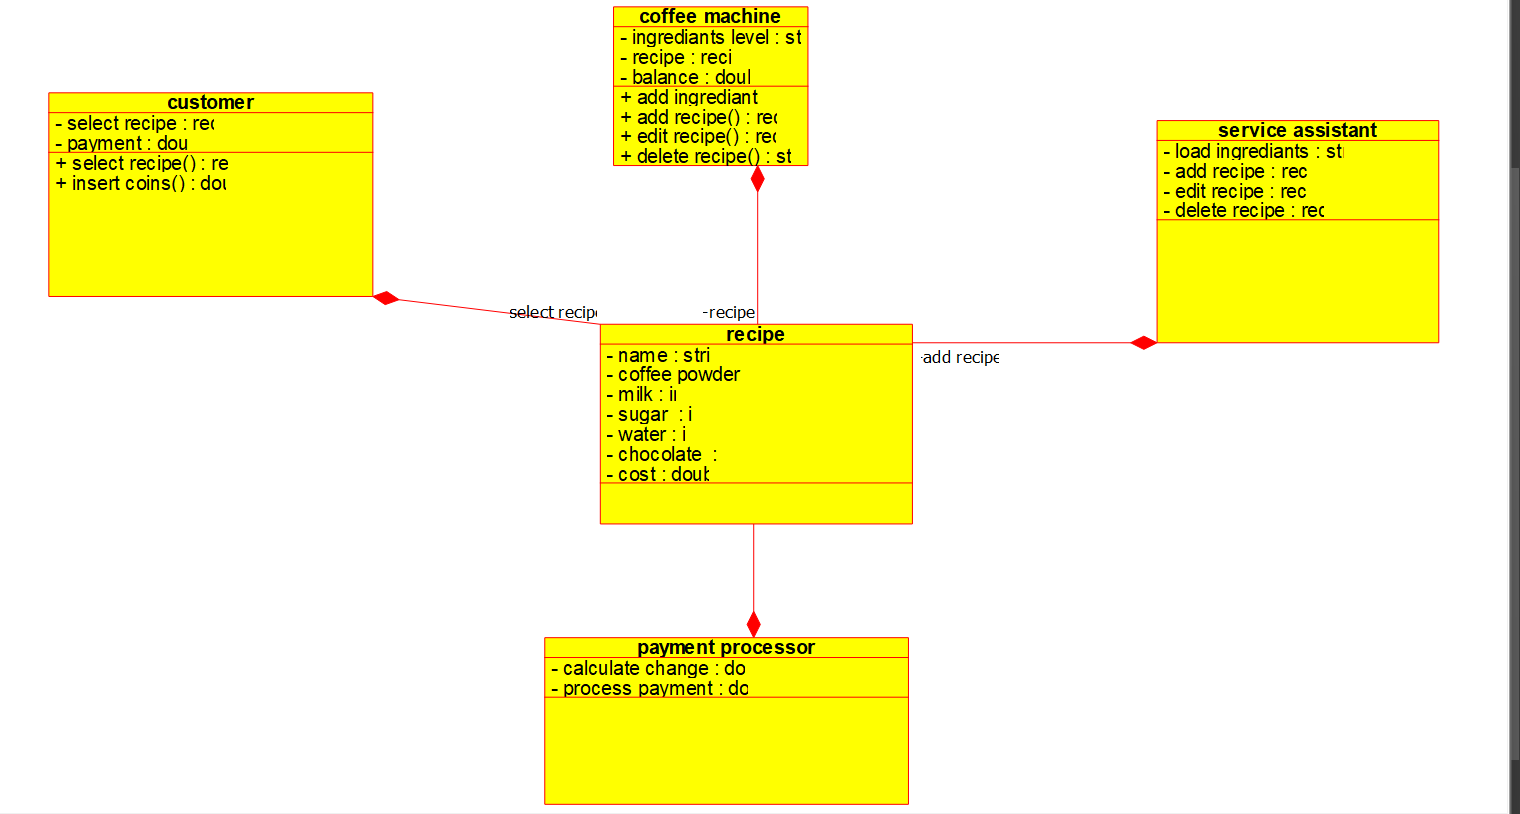 coffee machine
- ingrediants level : st
- recipe : reci
- balance : doul
+ add ingrediant
+ add recipe() : rec
+ edit recipe() : rec
+ delete recipe() : st
customer
- select recipe : rec
- payment : dou
+ select recipe() : re
+ insert coins() : dou
service assistant
- load ingrediants : st
- add recipe : rec
- edit recipe : rec
- delete recipe : rec
select recipe
-recipe
-add recipe
recipe
- name : stri
- coffee powder
- milk : i
- sugar : i
- water : i
- chocolate :
- cost : doub
payment processor
- calculate change : do
- process payment : do